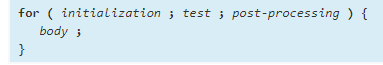 for ( initialization ; test ; post-processing ) {
body ;
}